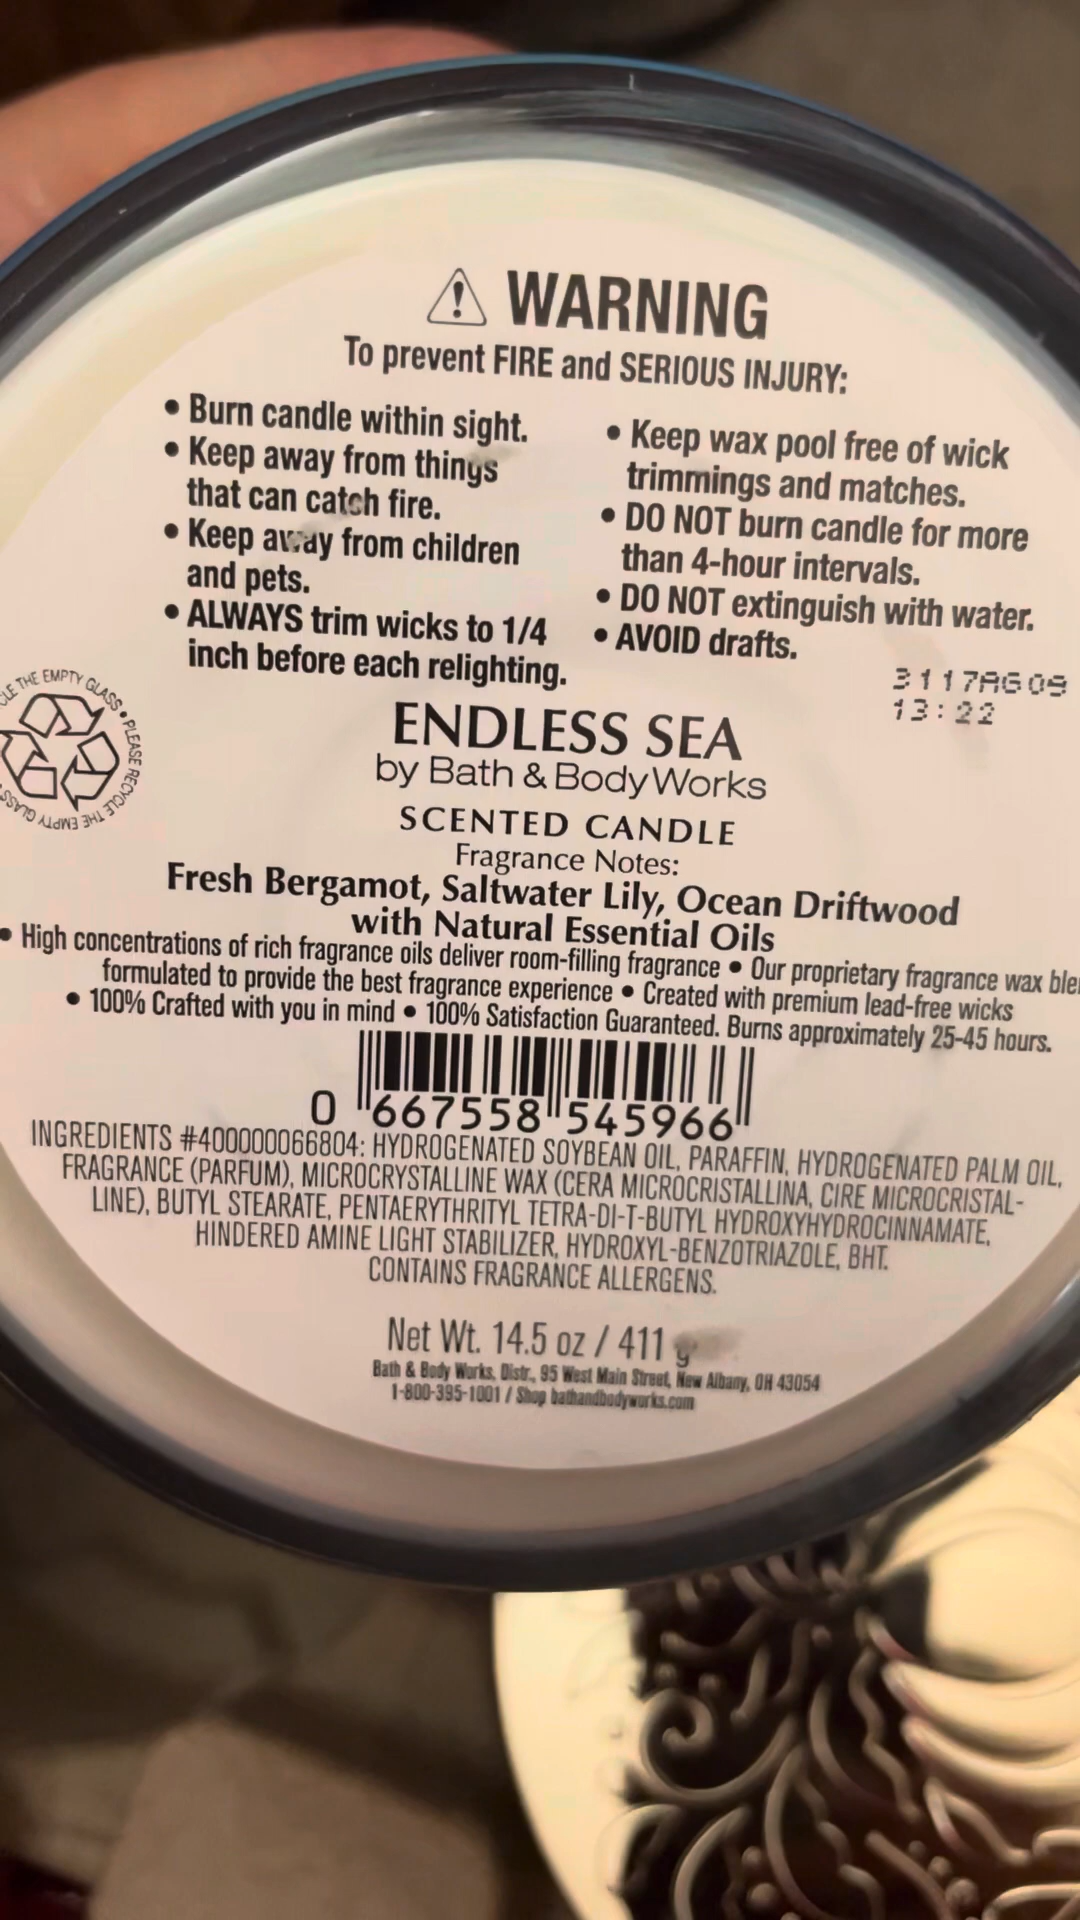 ⚠ WARNING
To prevent FIRE and SERIOUS INJURY:
• Burn candle within sight.
• Keep away from things
that can catch fire.
• Keep away from children
and pets.
• ALWAYS trim wicks to 1/4
inch before each relighting.
• Keep wax pool free of wick
trimmings and matches.
• DO NOT burn candle for more
than 4-hour intervals.
• DO NOT extinguish with water.
• AVOID drafts.
3117AG09
13:22
THE EMPTY GLASS • PLEASE RECYCLE THE EMPTY GLASS
ENDLESS SEA
by Bath & Body Works
SCENTED CANDLE
Fragrance Notes:
Fresh Bergamot, Saltwater Lily, Ocean Driftwood
with Natural Essential Oils
• High concentrations of rich fragrance oils deliver room-filling fragrance • Our proprietary fragrance wax
formulated to provide the best fragrance experience • Created with premium lead-free wicks
• 100% Crafted with you in mind • 100% Satisfaction Guaranteed. Burns approximately 25-45 hours.
0 667558 545966
INGREDIENTS #400000066804: HYDROGENATED SOYBEAN OIL, PARAFFIN, HYDROGENATED PALM OIL,
FRAGRANCE (PARFUM), MICROCRYSTALLINE WAX (CERA MICROCRISTALLINA, CIRE MICROCRISTAL-
LINE), BUTYL STEARATE, PENTAERYTHRITYL TETRA-DI-T-BUTYL HYDROXYHYDROCINNAMATE,
HINDERED AMINE LIGHT STABILIZER, HYDROXYL-BENZOTRIAZOLE, BHT.
CONTAINS FRAGRANCE ALLERGENS.
Net Wt. 14.5 oz / 411 g
Bath & Body Works, Distr., 95 West Main Street, New Albany, OH 43054
1-800-395-1001 / Shop bathandbodyworks.com